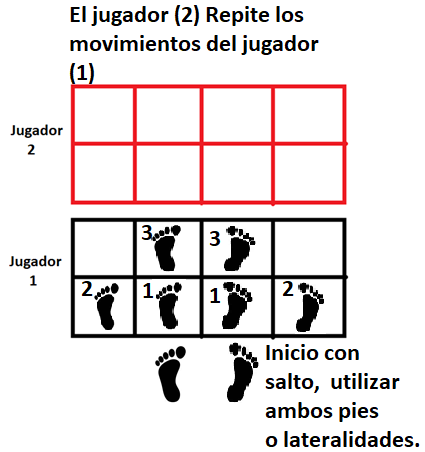 El jugador (2) Repite los
movimientos del jugador
(1)
Jugador
2
3 3
Jugador
1
2 1 1 2
Inicio con
salto, utilizar
ambos pies
o lateralidades.